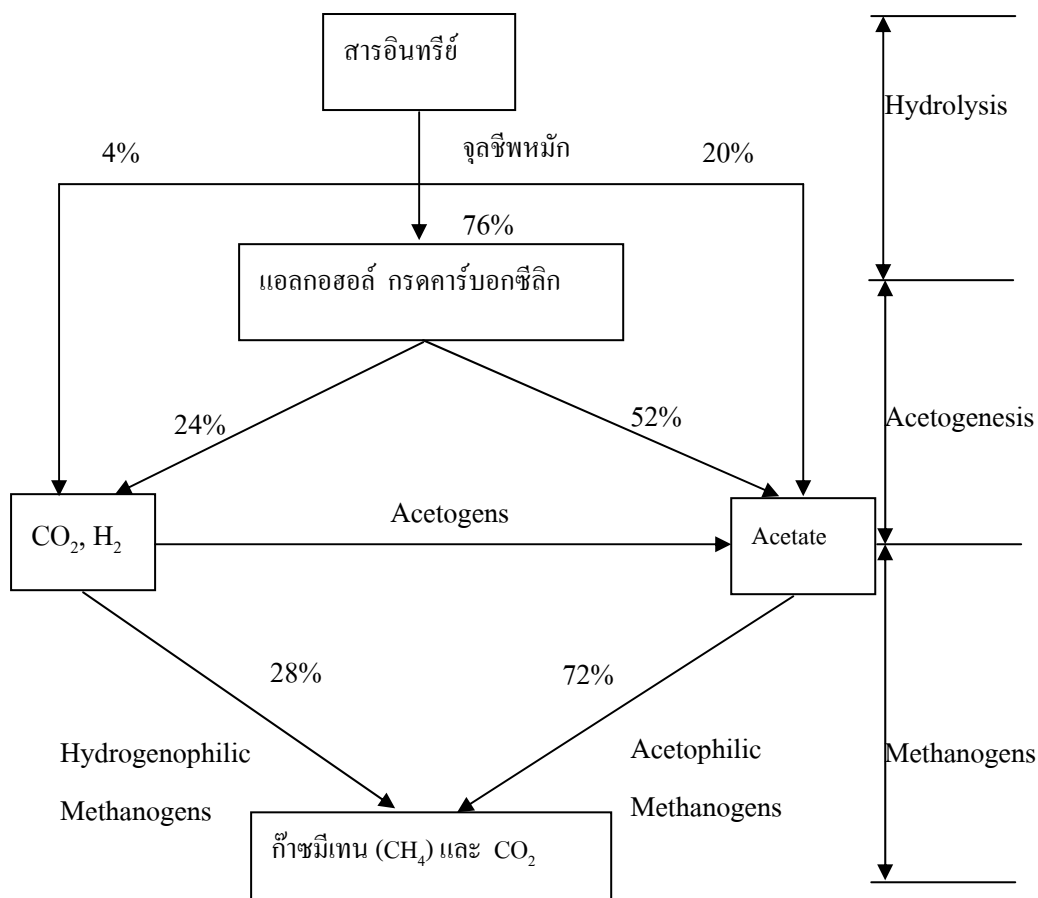 สารอินทรีย์
Hydrolysis
4%
จุลชีพหมัก
20%
76%
แอลกอฮอล์ กรดคาร์บอกซีลิก
24%
52%
Acetogenesis
CO₂, H₂
Acetogens
Acetate
28%
72%
Hydrogenophilic
Methanogens
Acetophilic
Methanogens
Methanogens
ก๊าซมีเทน (CH₄) และ CO₂